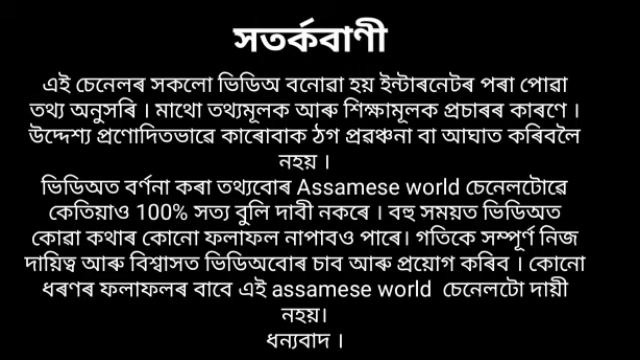 সতৰ্কবাণী
এই চেনেলৰ সকলো ভিডিঅ বনোৱা হয় ইন্টাৰনেটৰ পৰা পোৱা
তথ্য অনুসৰি । মাথো তথ্যমূলক আৰু শিক্ষামূলক প্ৰচাৰৰ কাৰণে ।
উদ্দেশ্য প্ৰণোদিতভাৱে কাৰোবাক ঠগ প্ৰৱঞ্চনা বা আঘাত কৰিবলৈ
নহয় ।
ভিডিঅত বৰ্ণনা কৰা তথ্যবোৰ Assamese world চেনেলটোৱে
কেতিয়াও 100% সত্য বুলি দাবী নকৰে । বহু সময়ত ভিডিঅত
কোৱা কথাৰ কোনো ফলাফল নাপাবও পাৰে। গতিকে সম্পূৰ্ণ নিজ
দায়িত্ব আৰু বিশ্বাসত ভিডিঅবোৰ চাব আৰু প্ৰয়োগ কৰিব । কোনো
ধৰণৰ ফলাফলৰ বাবে এই assamese world চেনেলটো দায়ী
নহয়।
ধন্যবাদ ।